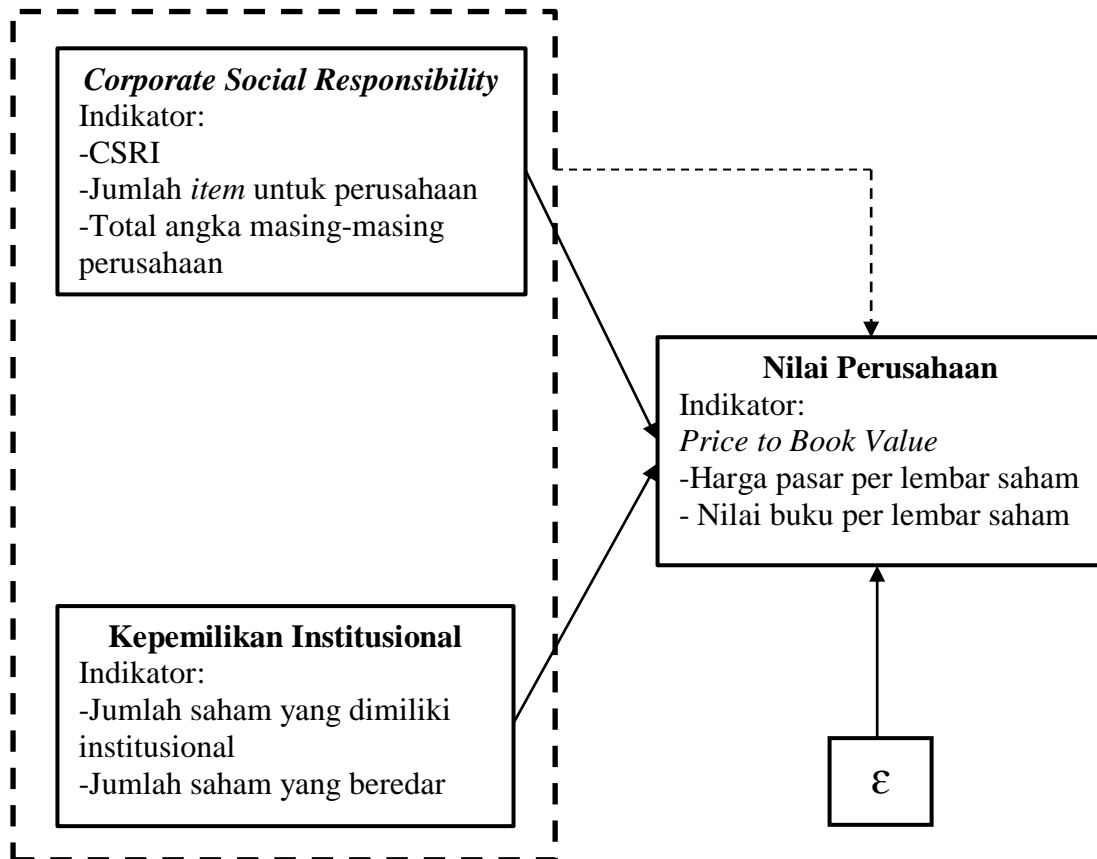 Corporate Social Responsibility
Indikator:
-CSRI
-Jumlah item untuk perusahaan
-Total angka masing-masing
perusahaan
Nilai Perusahaan
Indikator:
Price to Book Value
-Harga pasar per lembar saham
- Nilai buku per lembar saham
Kepemilikan Institusional
Indikator:
-Jumlah saham yang dimiliki
institusional
-Jumlah saham yang beredar
ε